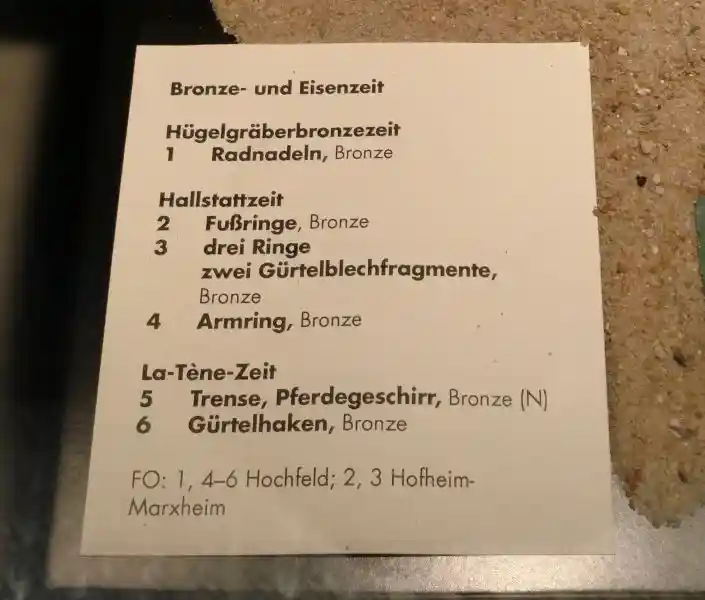 Bronze- und Eisenzeit
Hügelgräberbronzezeit
1 Radnadeln, Bronze
Hallstattzeit
2 Fußringe, Bronze
3 drei Ringe
zwei Gürtelblechfragmente,
Bronze
4 Armring, Bronze
La-Tène-Zeit
5 Trense, Pferdegeschirr, Bronze (N)
6 Gürtelhaken, Bronze
FO: 1, 4–6 Hochfeld; 2, 3 Hofheim-
Marxheim